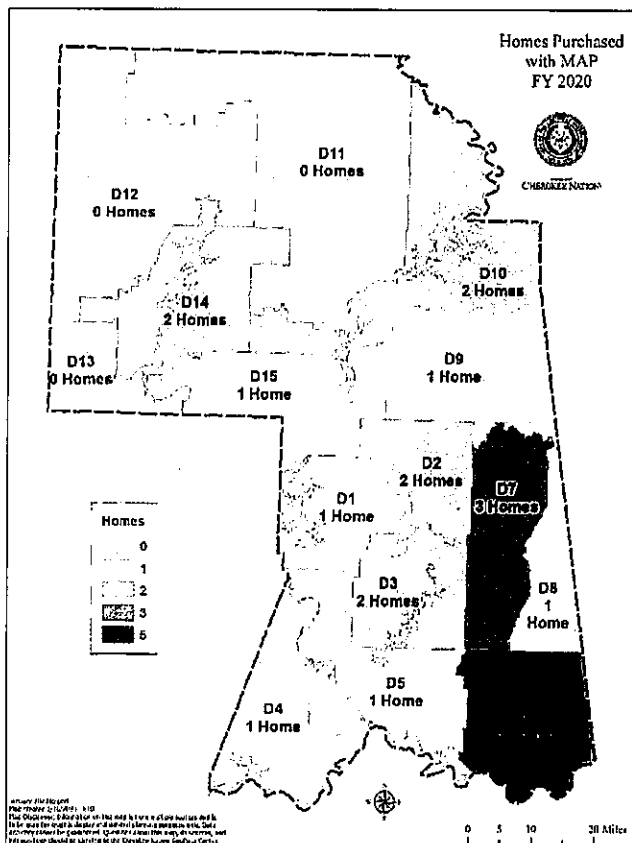 Homes Purchased
with MAP
FY 2020
CHEROKEE NATION
D11
0 Homes
D12
0 Homes
D10
2 Homes
D14
2 Homes
D9
1 Home
D13
0 Homes
D15
1 Home
D2
2 Homes
D7
3 Homes
D1
1 Home
Homes
0
1
2
3
5
D3
2 Homes
D8
1
Home
D5
1 Home
D4
1 Home
0 5 10 20 Miles